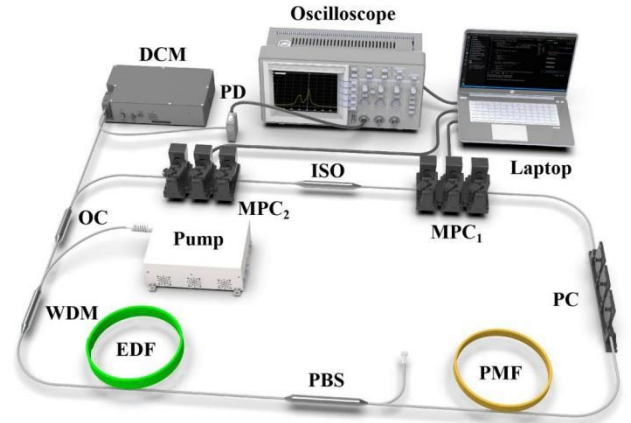 Oscilloscope
DCM
PD
Laptop
ISO
MPC₂
MPC₁
OC
Pump
PC
WDM
EDF
PBS
PMF